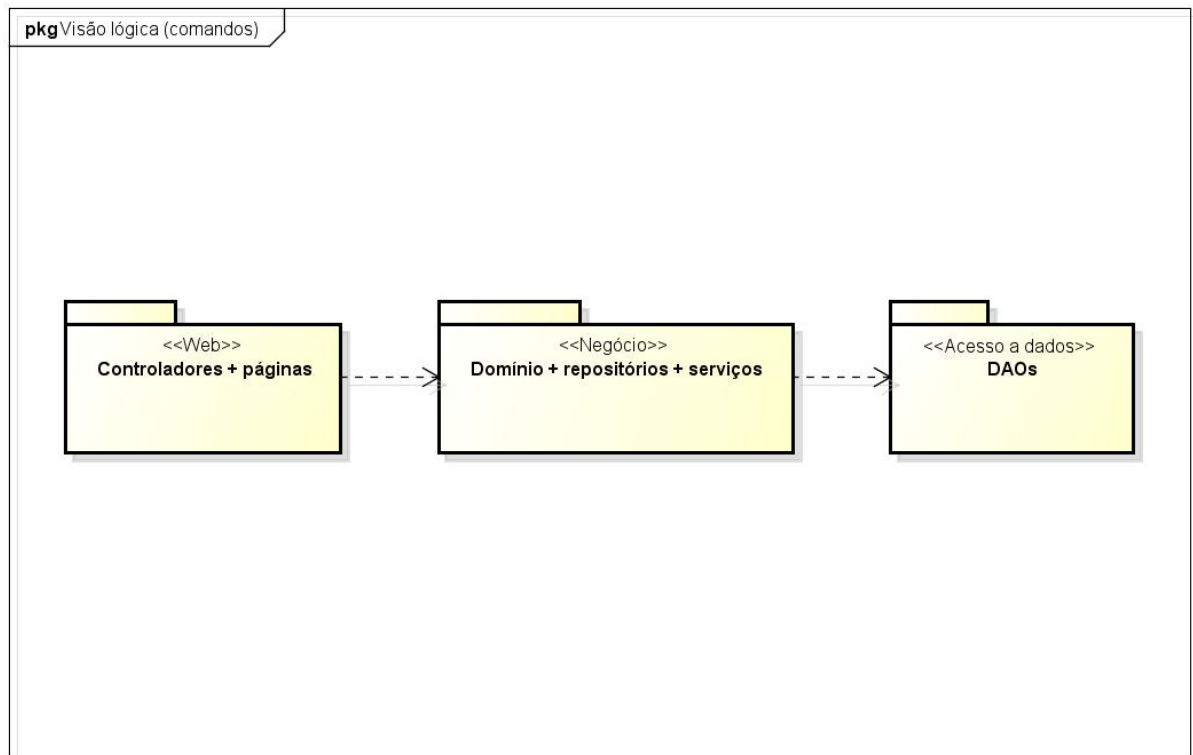 pkg Visão lógica (comandos)
<<Web>>
Controladores + páginas
<<Negócio>>
Domínio + repositórios + serviços
<<Acesso a dados>>
DAOs